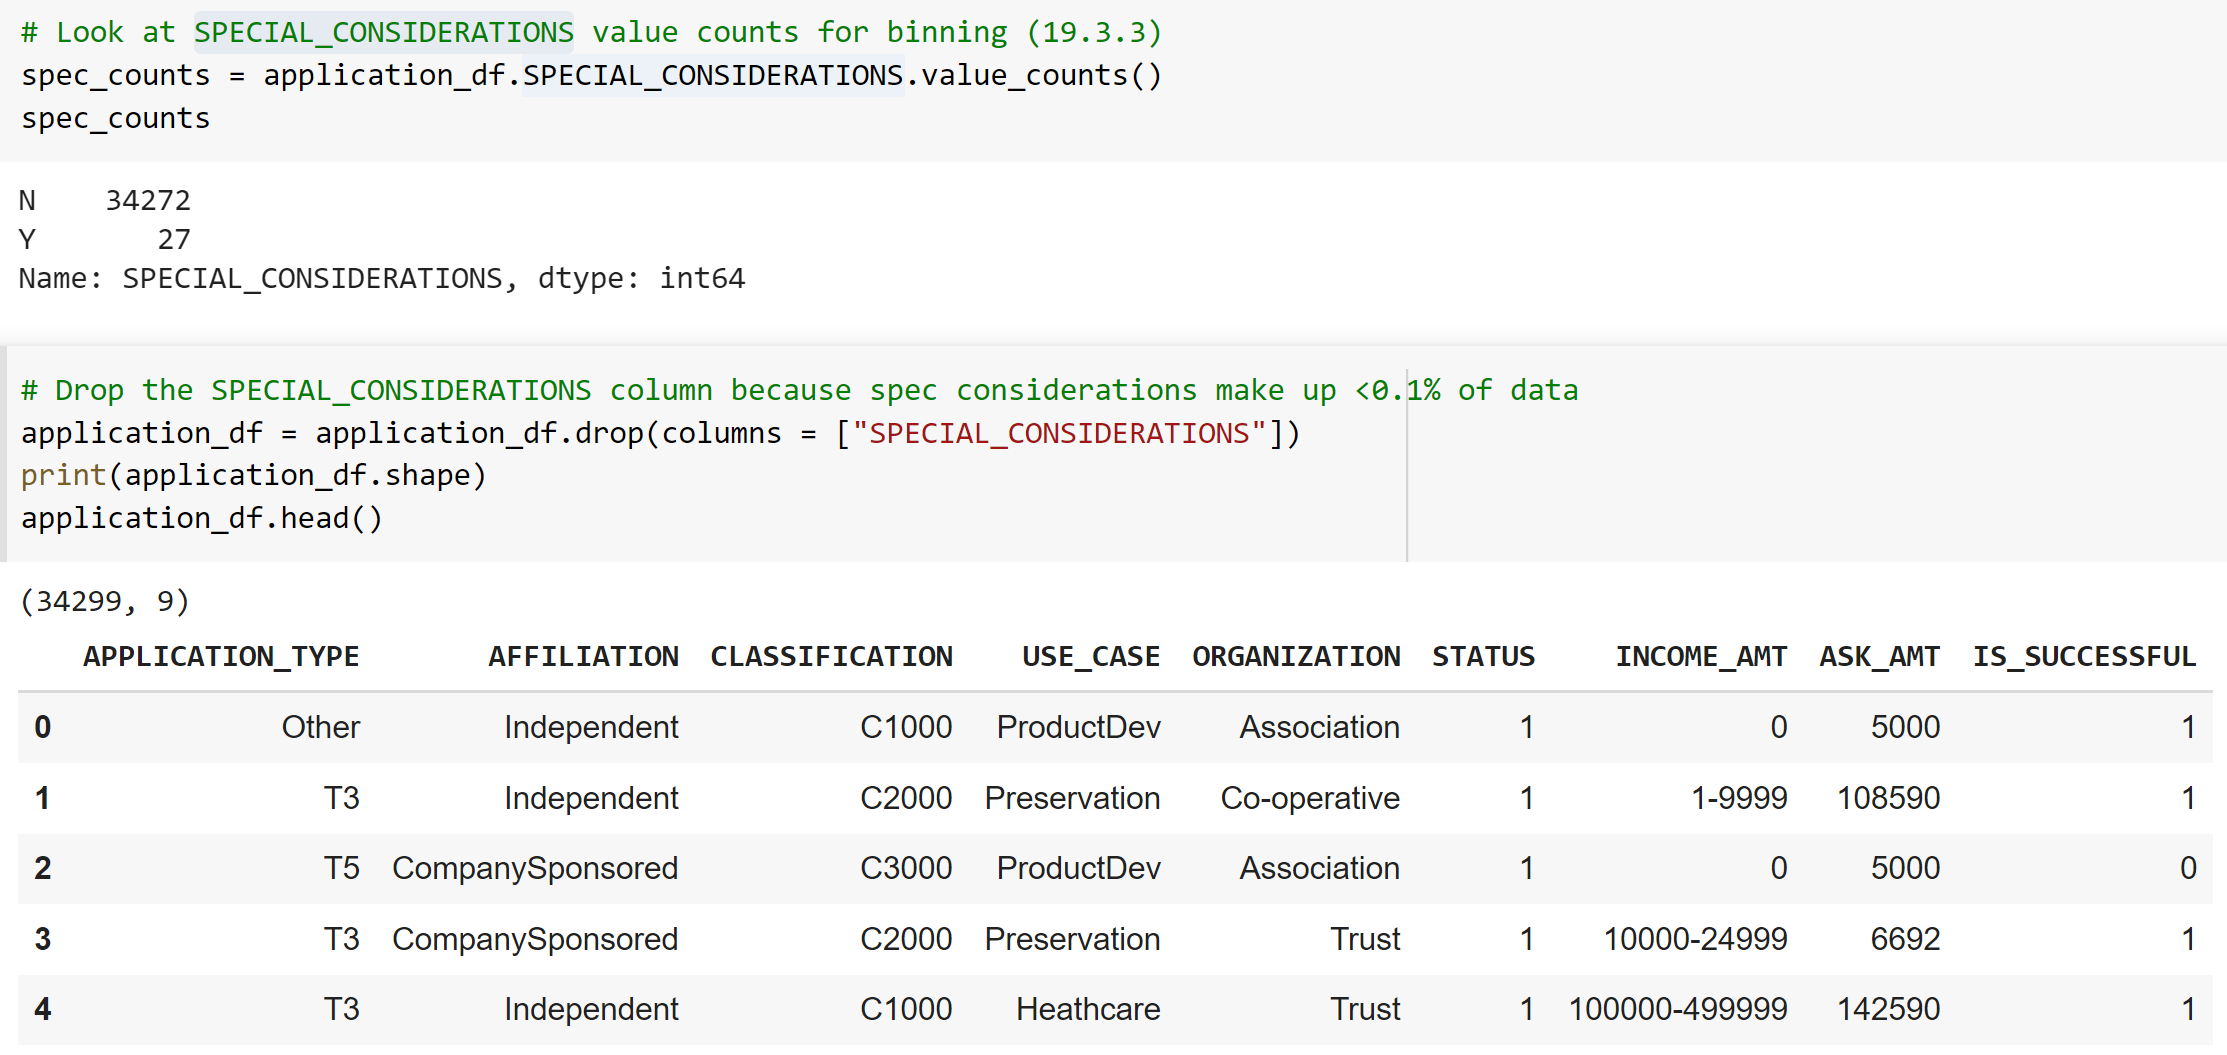 # Look at SPECIAL_CONSIDERATIONS value counts for binning (19.3.3)
spec_counts = application_df.SPECIAL_CONSIDERATIONS.value_counts()
spec_counts
N    34272
Y       27
Name: SPECIAL_CONSIDERATIONS, dtype: int64
# Drop the SPECIAL_CONSIDERATIONS column because spec considerations make up <0.1% of data
application_df = application_df.drop(columns = ["SPECIAL_CONSIDERATIONS"])
print(application_df.shape)
application_df.head()
(34299, 9)
APPLICATION_TYPE AFFILIATION CLASSIFICATION USE_CASE ORGANIZATION STATUS INCOME_AMT ASK_AMT IS_SUCCESSFUL
0 Other Independent C1000 ProductDev Association 1 0 5000 1
1 T3 Independent C2000 Preservation Co-operative 1 1-9999 108590 1
2 T5 CompanySponsored C3000 ProductDev Association 1 0 5000 0
3 T3 CompanySponsored C2000 Preservation Trust 1 10000-24999 6692 1
4 T3 Independent C1000 Heathcare Trust 1 100000-499999 142590 1